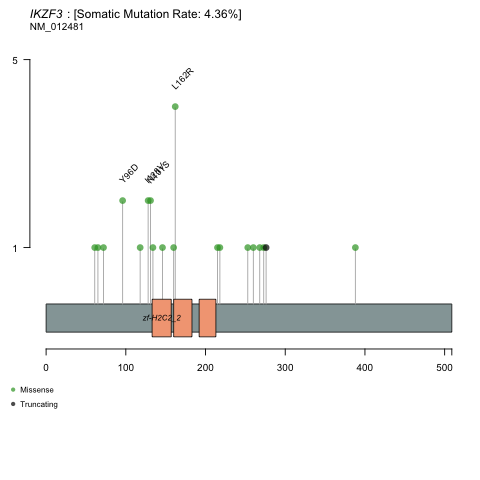 IKZF3 : [Somatic Mutation Rate: 4.36%]
NM_012481
5
L162R
Y96D
1
zf-H2C2_2
0 100 200 300 400 500
Missense
Truncating